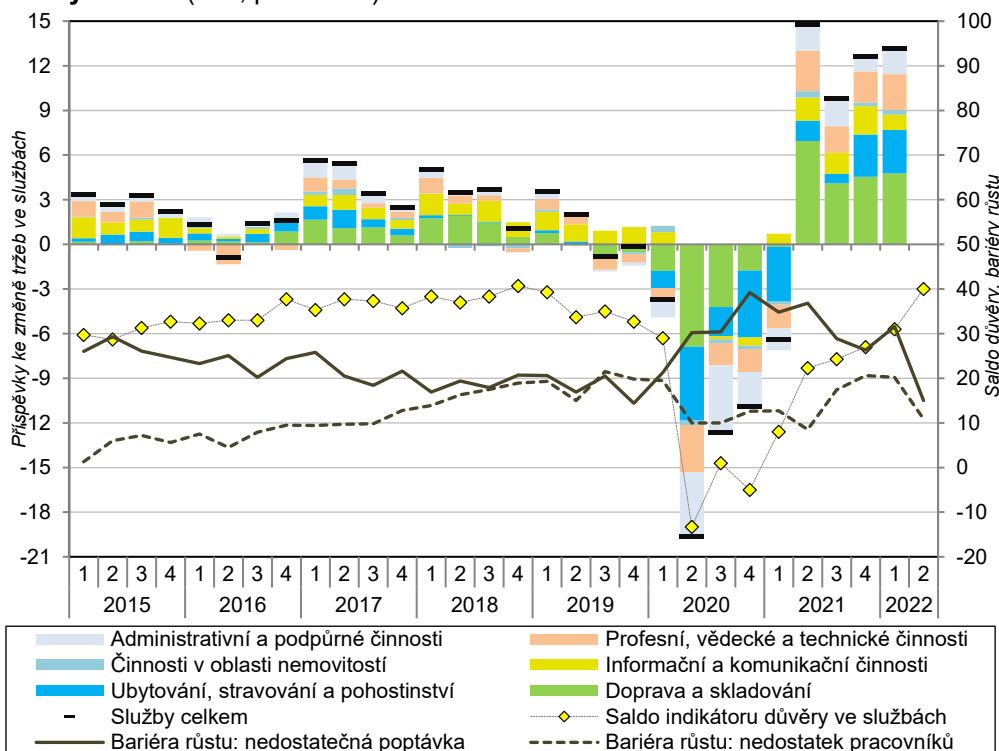 15
12
9
6
3
0
-3
-6
-9
-12
-15
-18
-21
Příspěvky ke změně tržeb ve službách
100
90
80
70
60
50
40
30
20
10
0
-10
-20
Saldo důvěry, bariéry růstu
1 2 3 4 1 2 3 4 1 2 3 4 1 2 3 4 1 2 3 4 1 2 3 4 1 2 3 4 1 2
2015 2016 2017 2018 2019 2020 2021 2022
Administrativní a podpůrné činnosti
Profesní, vědecké a technické činnosti
Činnosti v oblasti nemovitostí
Informační a komunikační činnosti
Ubytování, stravování a pohostinství
Doprava a skladování
Služby celkem
Saldo indikátoru důvěry ve službách
Bariéra růstu: nedostatečná poptávka
Bariéra růstu: nedostatek pracovníků